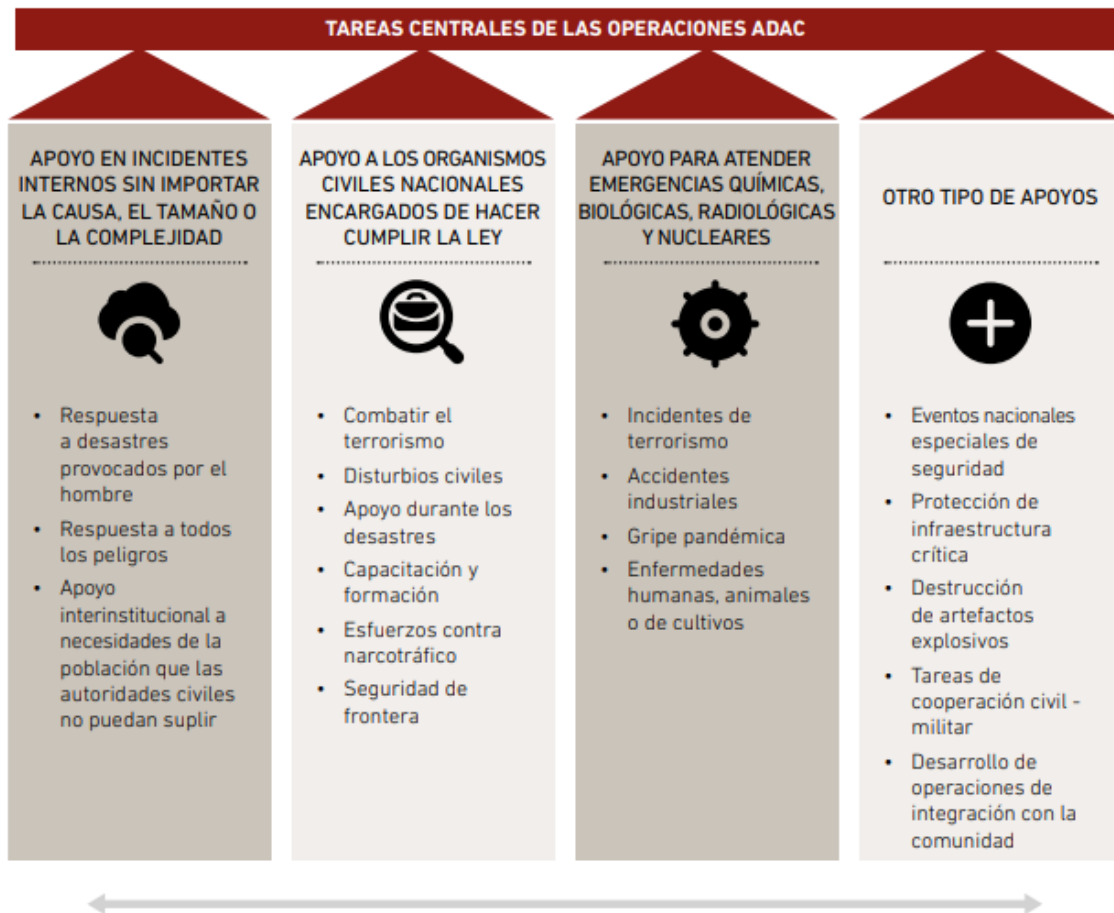 TAREAS CENTRALES DE LAS OPERACIONES ADAC
APOYO EN INCIDENTES
INTERNOS SIN IMPORTAR
LA CAUSA, EL TAMAÑO O
LA COMPLEJIDAD
• Respuesta
a desastres
provocados por el
hombre
• Respuesta a todos
los peligros
• Apoyo
interinstitucional a
necesidades de la
población que las
autoridades civiles
no puedan suplir
APOYO A LOS ORGANISMOS
CIVILES NACIONALES
ENCARGADOS DE HACER
CUMPLIR LA LEY
• Combatir el
terrorismo
• Disturbios civiles
• Apoyo durante los
desastres
• Capacitación y
formación
• Esfuerzos contra
narcotráfico
• Seguridad de
frontera
APOYO PARA ATENDER
EMERGENCIAS QUÍMICAS,
BIOLÓGICAS, RADIOLÓGICAS
Y NUCLEARES
• Incidentes de
terrorismo
• Accidentes
industriales
• Gripe pandémica
• Enfermedades
humanas, animales
o de cultivos
OTRO TIPO DE APOYOS
• Eventos nacionales
especiales de
seguridad
• Protección de
infraestructura
crítica
• Destrucción
de artefactos
explosivos
• Tareas de
cooperación civil -
militar
• Desarrollo de
operaciones de
integración con la
comunidad